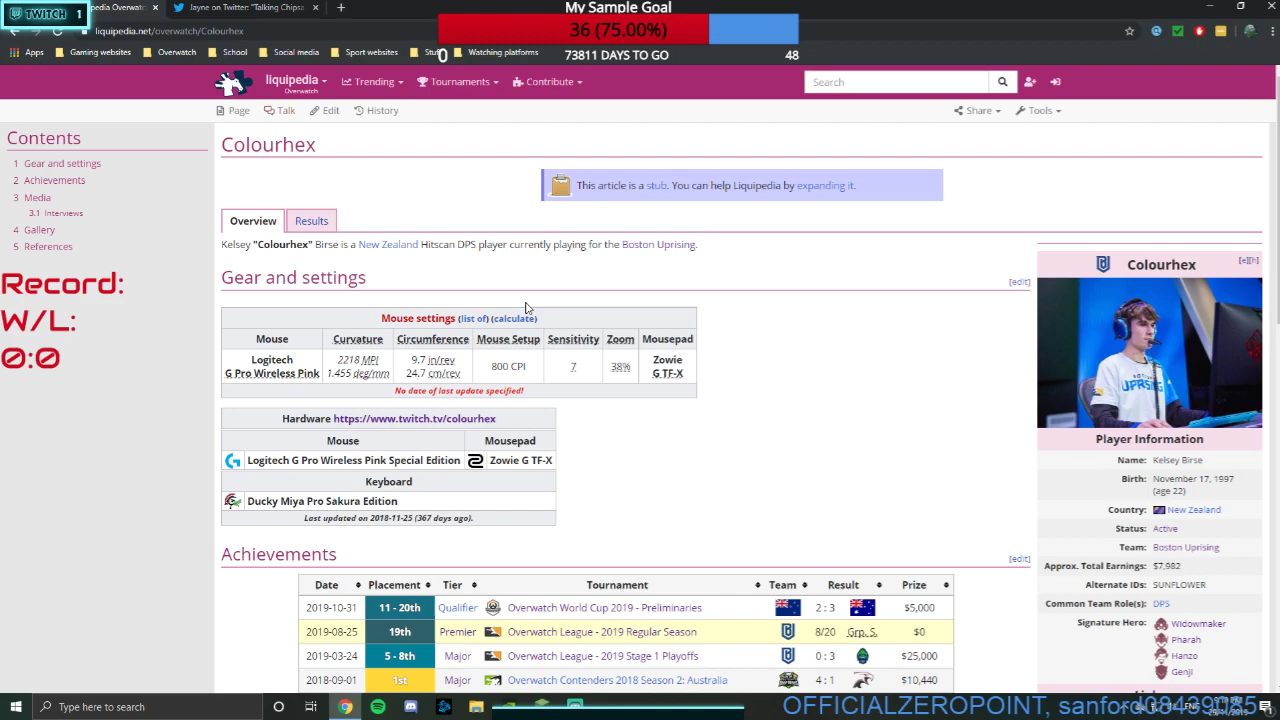 TWITCH 1
pedia Overwatch
Jayne on Twitter: "Talking Chipsa
My Sample Goal
36 (75.00%)
0
73811 DAYS TO GO
48
liquipedia.net/overwatch/Colourhex
Apps
Gaming websites
Overwatch
School
Social media
Sport websites
Watching platforms
liquipedia
Overwatch
Trending
Tournaments
Contribute
Search
Page
Talk
Edit
History
Share
Tools
Contents
1 Gear and settings
2 Achievements
3 Media
3.1 Interviews
4 Gallery
5 References
Record:
W/L:
0:0
Colourhex
This article is a stub. You can help Liquipedia by expanding it.
Overview
Results
Kelsey "Colourhex" Birse is a New Zealand Hitscan DPS player currently playing for the Boston Uprising.
Gear and settings
[edit]
Mouse settings (list of) (calculate)
Mouse Curvature Circumference Mouse Setup Sensitivity Zoom Mousepad
Logitech G Pro Wireless Pink
2218 MPI
1.455 deg/mm
9.7 in/rev
24.7 cm/rev
800 CPI
7
38%
Zowie G TF-X
No date of last update specified!
Hardware https://www.twitch.tv/colourhex
Mouse Mousepad
Logitech G Pro Wireless Pink Special Edition Zowie G TF-X
Keyboard
Ducky Miya Pro Sakura Edition
Last updated on 2018-11-25 (367 days ago).
Achievements
[edit]
Date Placement Tier Tournament Team Result Prize
2019-10-31 11 - 20th Qualifier Overwatch World Cup 2019 - Preliminaries 2 : 3 $5,000
2019-08-25 19th Premier Overwatch League - 2019 Regular Season 8/20 Grp. S. $0
2019-03-24 5 - 8th Major Overwatch League - 2019 Stage 1 Playoffs 0 : 3 $25,000
2018-09-01 1st Major Overwatch Contenders 2018 Season 2: Australia 4 : 1 $10,440
[e][h]
Colourhex
UPRISING
Player Information
Name: Kelsey Birse
Birth: November 17, 1997 (age 22)
Country: New Zealand
Status: Active
Team: Boston Uprising
Approx. Total Earnings: $7,982
Alternate IDs: SUNFLOWER
Common Team Role(s): DPS
Signature Hero: Widowmaker
Pharah
Hanzo
Genji
Type here to search
ENG
OFFICIALZEROPOINT,